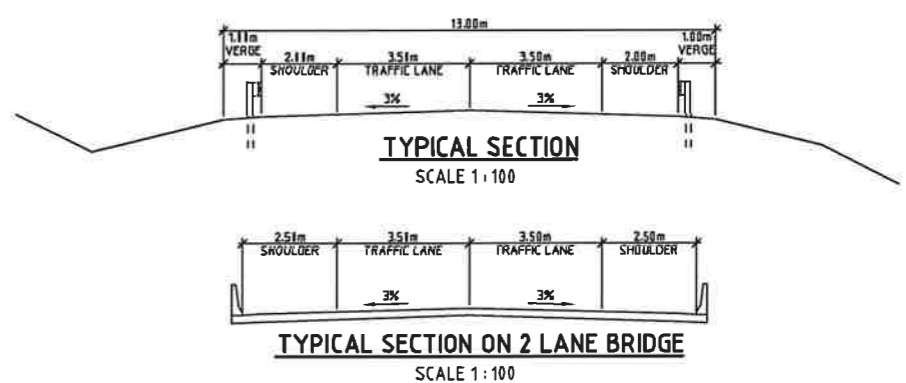 13.00m
1.11m
VERGE
2.11m
SHOULDER
3.51m
TRAFFIC LANE
3.50m
TRAFFIC LANE
2.00m
SHOULDER
1.00m
VERGE
3%
3%
TYPICAL SECTION
SCALE 1:100
2.51m
SHOULDER
3.51m
TRAFFIC LANE
3.50m
TRAFFIC LANE
2.50m
SHOULDER
3%
3%
TYPICAL SECTION ON 2 LANE BRIDGE
SCALE 1:100